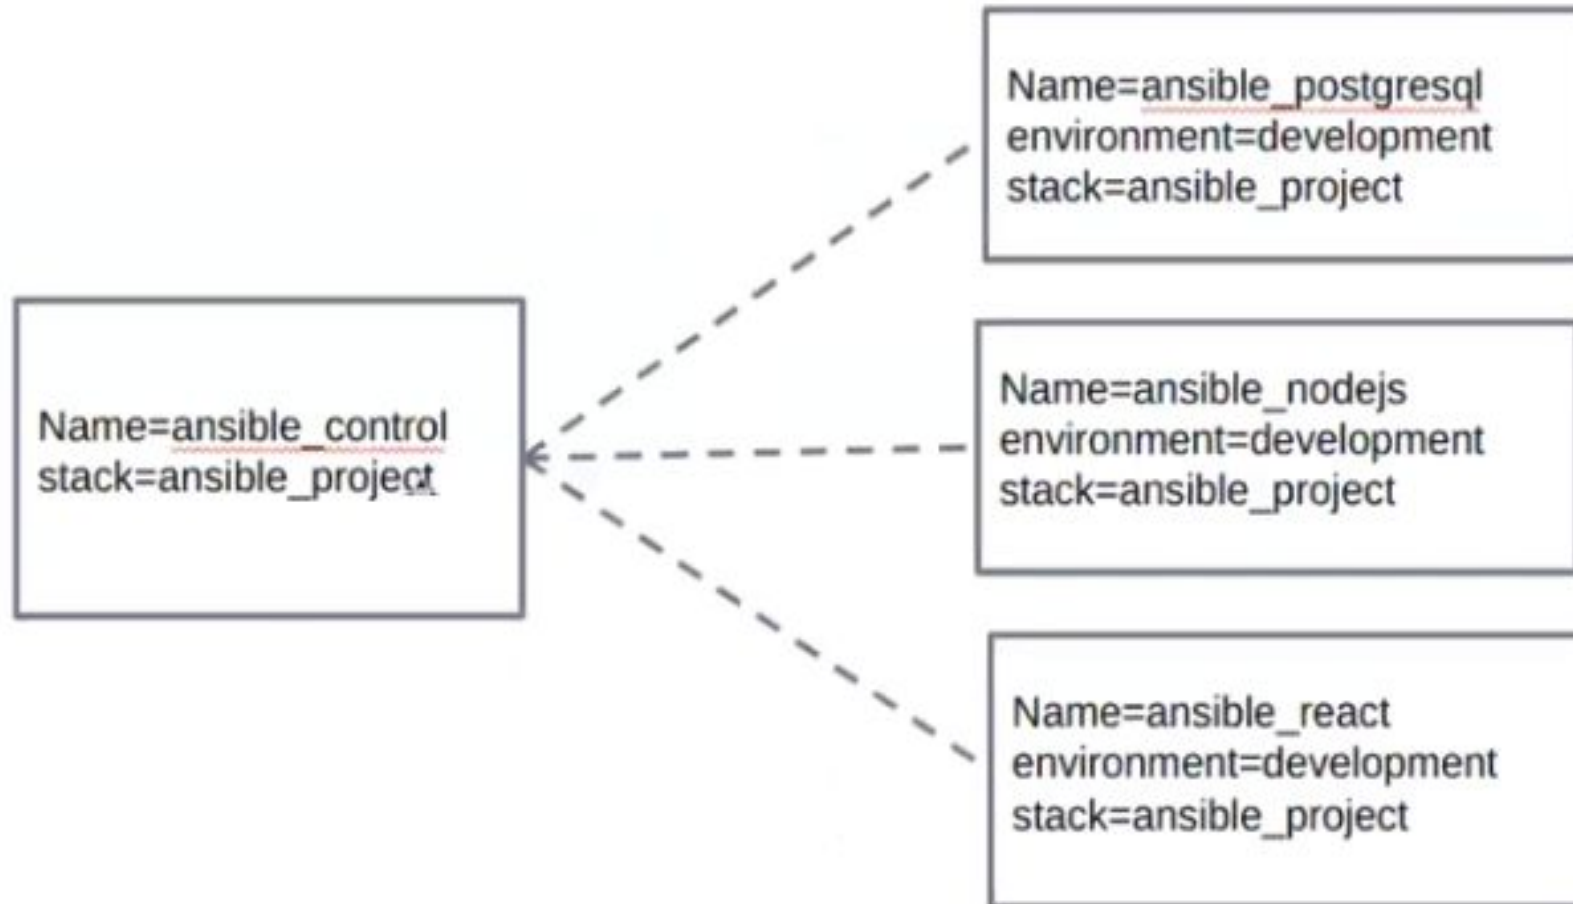 Name=ansible_control
stack=ansible_project
Name=ansible_postgresql
environment=development
stack=ansible_project
Name=ansible_nodejs
environment=development
stack=ansible_project
Name=ansible_react
environment=development
stack=ansible_project